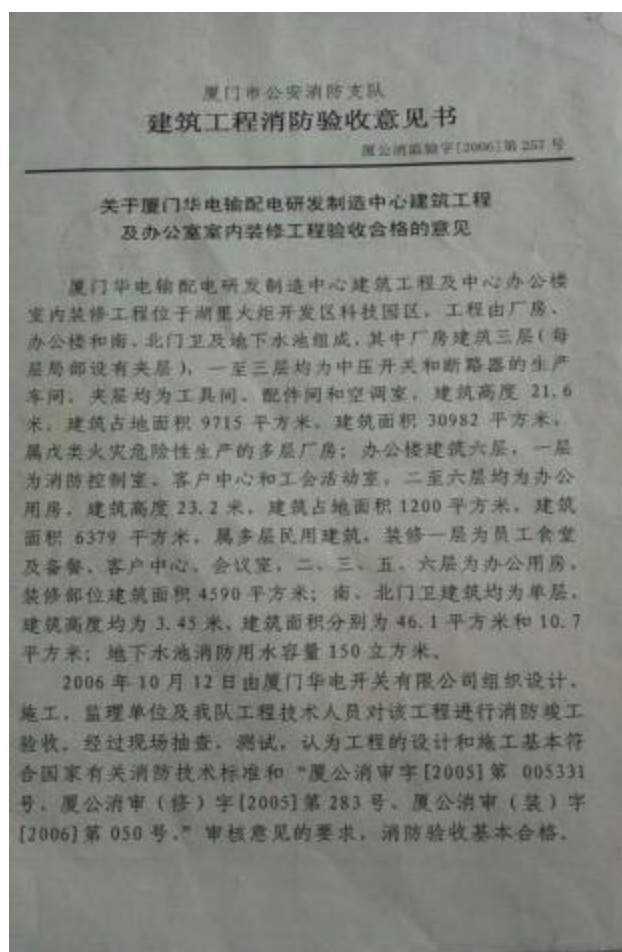 厦门市公安消防支队
建筑工程消防验收意见书
厦公消监验字[2006]第 257 号
关于厦门华电输配电研发制造中心建筑工程
及办公室室内装修工程验收合格的意见
厦门华电输配电研发制造中心建筑工程及中心办公楼
室内装修工程位于湖里火炬开发区科技园区，工程由厂房、
办公楼和南、北门卫及地下水池组成，其中厂房建筑三层（每
层局部设有夹层），一至三层均为中压开关和断路器的生产
车间，夹层均为工具间、配件间和空调室，建筑高度 21.6
米，建筑占地面积 9715 平方米，建筑面积 30982 平方米，
属戊类火灾危险性生产的多层厂房；办公楼建筑六层，一层
为消防控制室、客户中心和工会活动室，二至六层均为办公
用房，建筑高度 23.2 米，建筑占地面积 1200 平方米，建筑
面积 6379 平方米，属多层民用建筑，装修一层为员工食堂
及备餐、客户中心、会议室，二、三、五、六层为办公用房，
装修部位建筑面积 4590 平方米；南、北门卫建筑均为单层，
建筑高度均为 3.45 米，建筑面积分别为 46.1 平方米和 10.7
平方米；地下水池消防用水容量 150 立方米。
2006 年 10 月 12 日由厦门华电开关有限公司组织设计、
施工、监理单位及我队工程技术人员对该工程进行消防竣工
验收。经过现场抽查、测试，认为工程的设计和施工基本符
合国家有关消防技术标准和“厦公消审字[2005]第 005331
号、厦公消审（修）字[2005]第 283 号、厦公消审（装）字
[2006]第 050 号。”审核意见的要求，消防验收基本合格。